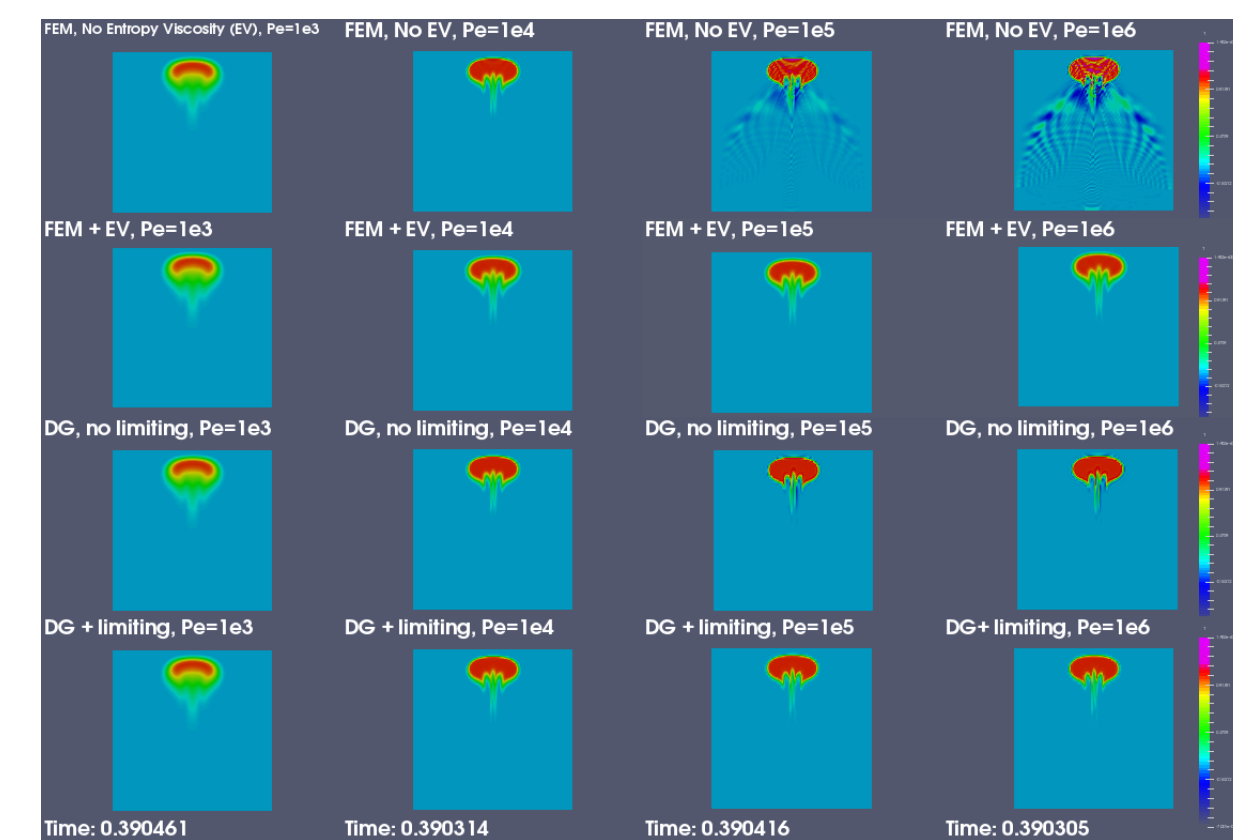 FEM, No Entropy Viscosity (EV), Pe=1e3 FEM, No EV, Pe=1e4 FEM, No EV, Pe=1e5 FEM, No EV, Pe=1e6
FEM + EV, Pe=1e3 FEM + EV, Pe=1e4 FEM + EV, Pe=1e5 FEM + EV, Pe=1e6
DG, no limiting, Pe=1e3 DG, no limiting, Pe=1e4 DG, no limiting, Pe=1e5 DG, no limiting, Pe=1e6
DG + limiting, Pe=1e3 DG + limiting, Pe=1e4 DG + limiting, Pe=1e5 DG+ limiting, Pe=1e6
Time: 0.390461 Time: 0.390314 Time: 0.390416 Time: 0.390305